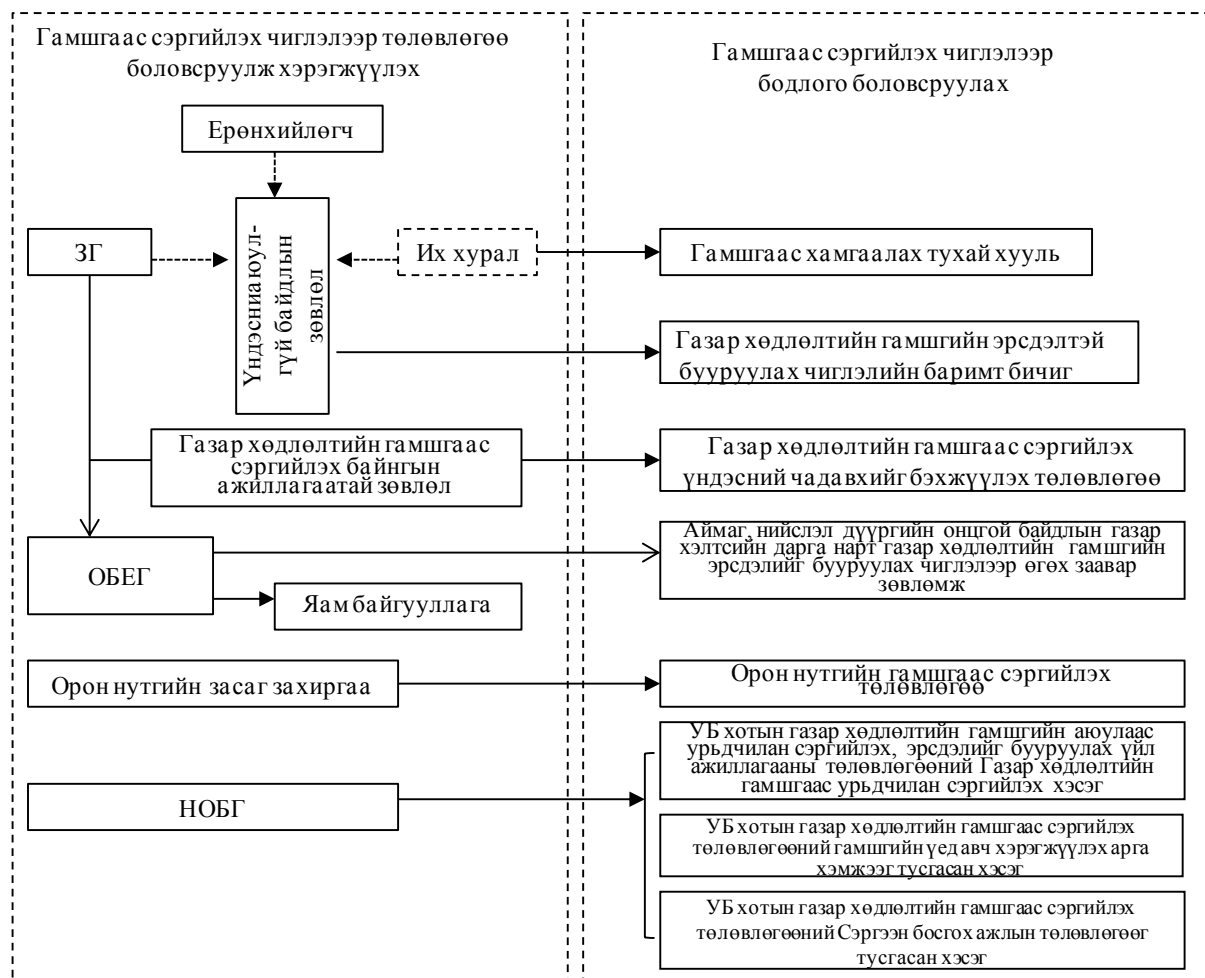 Гамшгаас сэргийлэх чиглэлээр төлөвлөгөө
боловсруулж хэрэгжүүлэх
Гамшгаас сэргийлэх чиглэлээр
бодлого боловсруулах
Ерөнхийлөгч
ЗГ
Үндэсниаюул-
гүй байдлын
зөвлөл
Их хурал
Гамшгаас хамгаалах тухай хууль
Газар хөдлөлтийн гамшгийн эрсдэлтэй
бууруулах чиглэлийн баримт бичиг
Газар хөдлөлтийн гамшгаас
сэргийлэх байнгын
ажиллагаатай зөвлөл
Газар хөдлөлтийн гамшгаас сэргийлэх
үндэсний чадавхийг бэхжүүлэх төлөвлөгөө
ОБЕГ
Аймаг, нийслэл дүүргийн онцгой байдлын газар
хэлтсийн дарга нарт газар хөдлөлтийн гамшгийн
эрсдэлийг бууруулах чиглэлээр өгөх заавар
зөвлөмж
Яам байгууллага
Орон нутгийн засаг захиргаа
Орон нутгийн гамшгаас сэргийлэх
төлөвлөгөө
НОБГ
УБ хотын газар хөдлөлтийн гамшгийн аюулаас
урьдчилан сэргийлэх, эрсдэлийг бууруулах үйл
ажиллагааны төлөвлөгөөний Газар хөдлөлтийн
гамшгаас урьдчилан сэргийлэх хэсэг
УБ хотын газар хөдлөлтийн гамшгаас сэргийлэх
төлөвлөгөөний гамшгийн үед авч хэрэгжүүлэх арга
хэмжээг тусгасан хэсэг
УБ хотын газар хөдлөлтийн гамшгаас сэргийлэх
төлөвлөгөөний Сэргээн босгох ажлын төлөвлөгөөг
тусгасан хэсэг